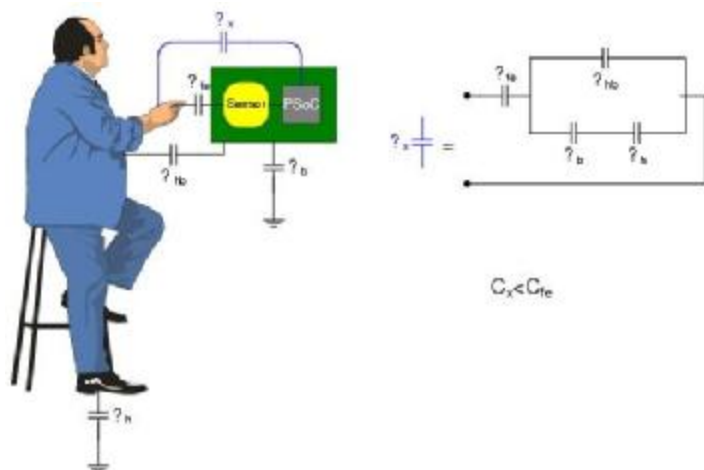 ?x
?fe
Sensor
PSoC
?hb
?b
?h
?x =
?fe
?hb
?b
?h
Cx<Cfe